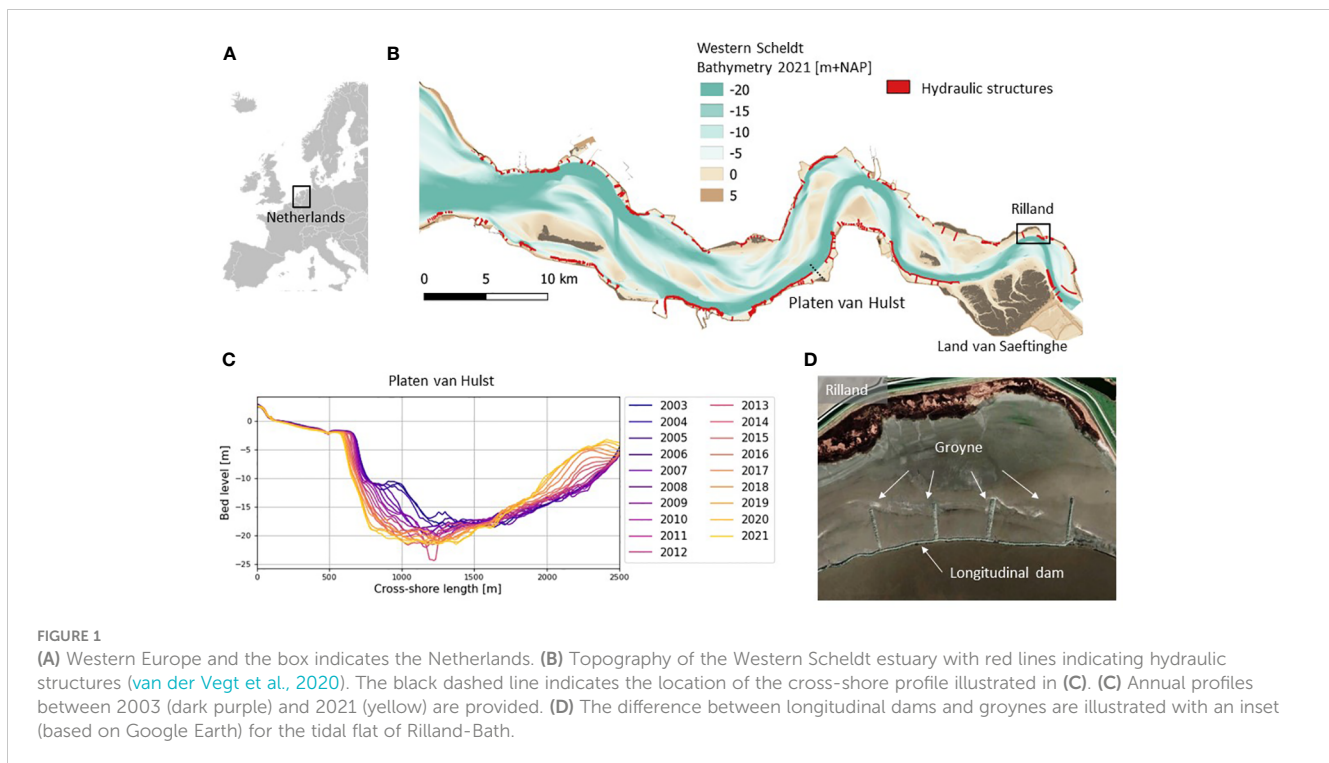 A
Netherlands
B
Western Scheldt
Bathymetry 2021 [m+NAP]
-20
-15
-10
-5
0
5
Hydraulic structures
Rilland
0 5 10 km
Platen van Hulst
Land van Saeftinghe
C
Platen van Hulst
Bed level [m]
0
−5
−10
−15
−20
−25
0 500 1000 1500 2000 2500
Cross-shore length [m]
2003
2004
2005
2006
2007
2008
2009
2010
2011
2012
2013
2014
2015
2016
2017
2018
2019
2020
2021
D
Rilland
Groyne
Longitudinal dam
FIGURE 1
(A) Western Europe and the box indicates the Netherlands. (B) Topography of the Western Scheldt estuary with red lines indicating hydraulic
structures (van der Vegt et al., 2020). The black dashed line indicates the location of the cross-shore profile illustrated in (C). (C) Annual profiles
between 2003 (dark purple) and 2021 (yellow) are provided. (D) The difference between longitudinal dams and groynes are illustrated with an inset
(based on Google Earth) for the tidal flat of Rilland-Bath.